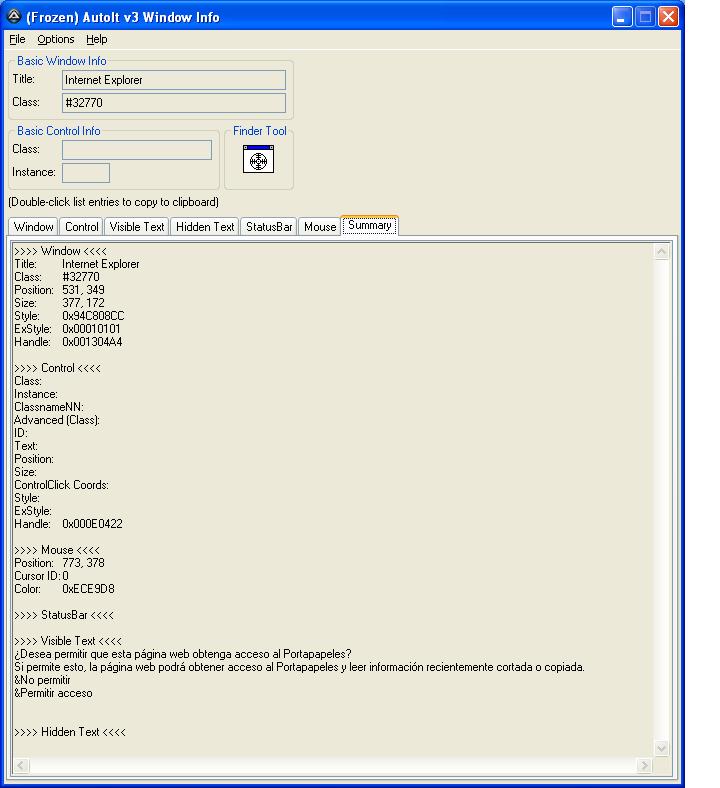 (Frozen) AutoIt v3 Window Info
File Options Help
Basic Window Info
Title: Internet Explorer
Class: #32770
Basic Control Info
Finder Tool
Class:
Instance:
(Double-click list entries to copy to clipboard)
Window Control Visible Text Hidden Text StatusBar Mouse Summary
>>>> Window <<<<
Title: Internet Explorer
Class: #32770
Position: 531, 349
Size: 377, 172
Style: 0x94C808CC
ExStyle: 0x00010101
Handle: 0x001304A4
>>>> Control <<<<
Class:
Instance:
ClassnameNN:
Advanced (Class):
ID:
Text:
Position:
Size:
ControlClick Coords:
Style:
ExStyle:
Handle: 0x000E0422
>>>> Mouse <<<<
Position: 773, 378
Cursor ID: 0
Color: 0xECE9D8
>>>> StatusBar <<<<
>>>> Visible Text <<<<
¿Desea permitir que esta página web obtenga acceso al Portapapeles?
Si permite esto, la página web podrá obtener acceso al Portapapeles y leer información recientemente cortada o copiada.
&No permitir
&Permitir acceso
>>>> Hidden Text <<<<